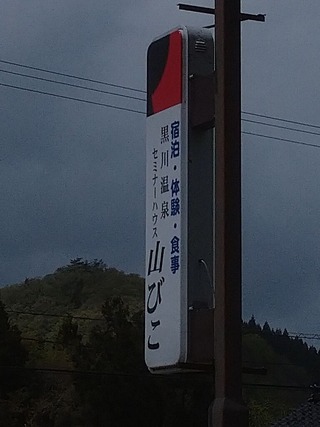 宿泊・体験・食事
黒川温泉
セミナーハウス
山びこ